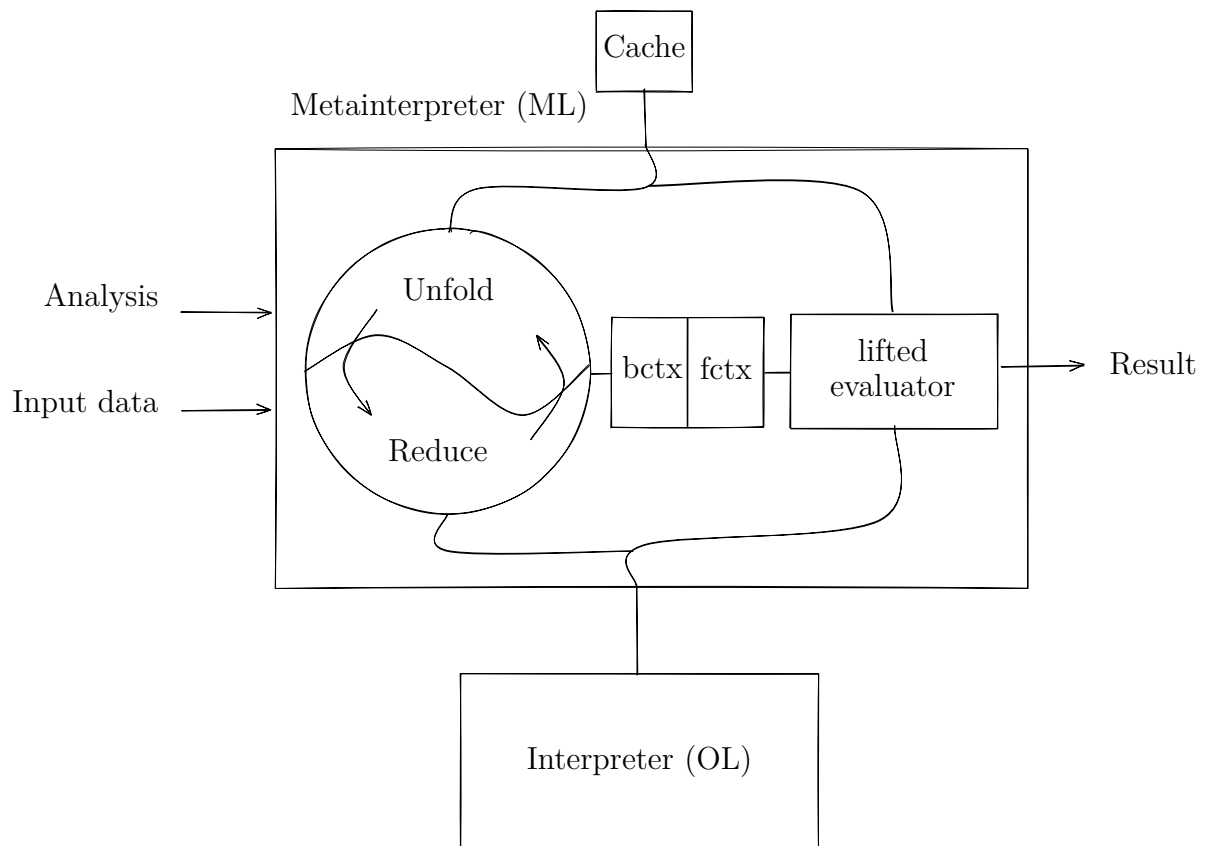 Cache
Metainterpreter (ML)
Analysis
Input data
Unfold
Reduce
bctx
fctx
lifted
evaluator
Result
Interpreter (OL)